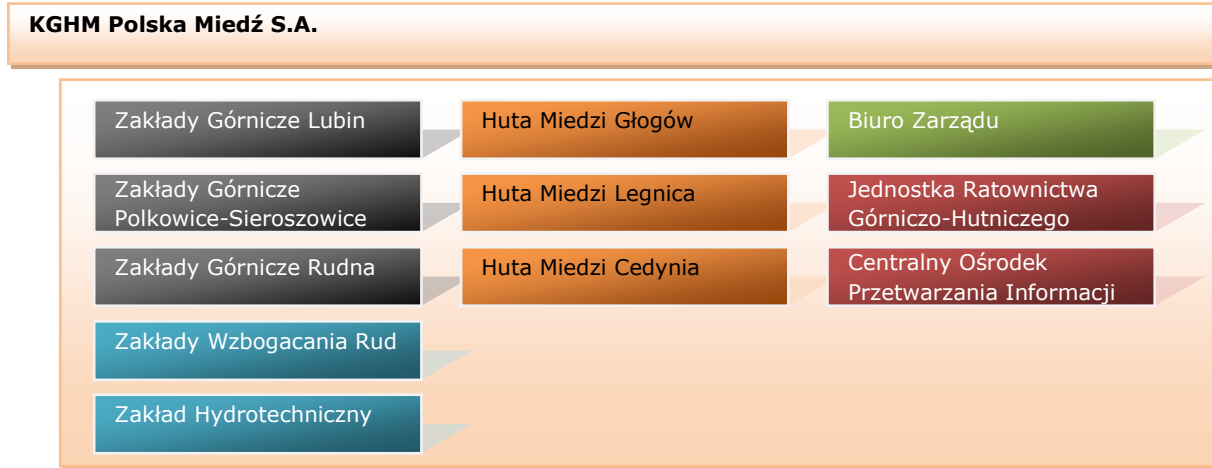 KGHM Polska Miedź S.A.
Zakłady Górnicze Lubin
Huta Miedzi Głogów
Biuro Zarządu
Zakłady Górnicze
Polkowice-Sieroszowice
Huta Miedzi Legnica
Jednostka Ratownictwa
Górniczo-Hutniczego
Zakłady Górnicze Rudna
Huta Miedzi Cedynia
Centralny Ośrodek
Przetwarzania Informacji
Zakłady Wzbogacania Rud
Zakład Hydrotechniczny